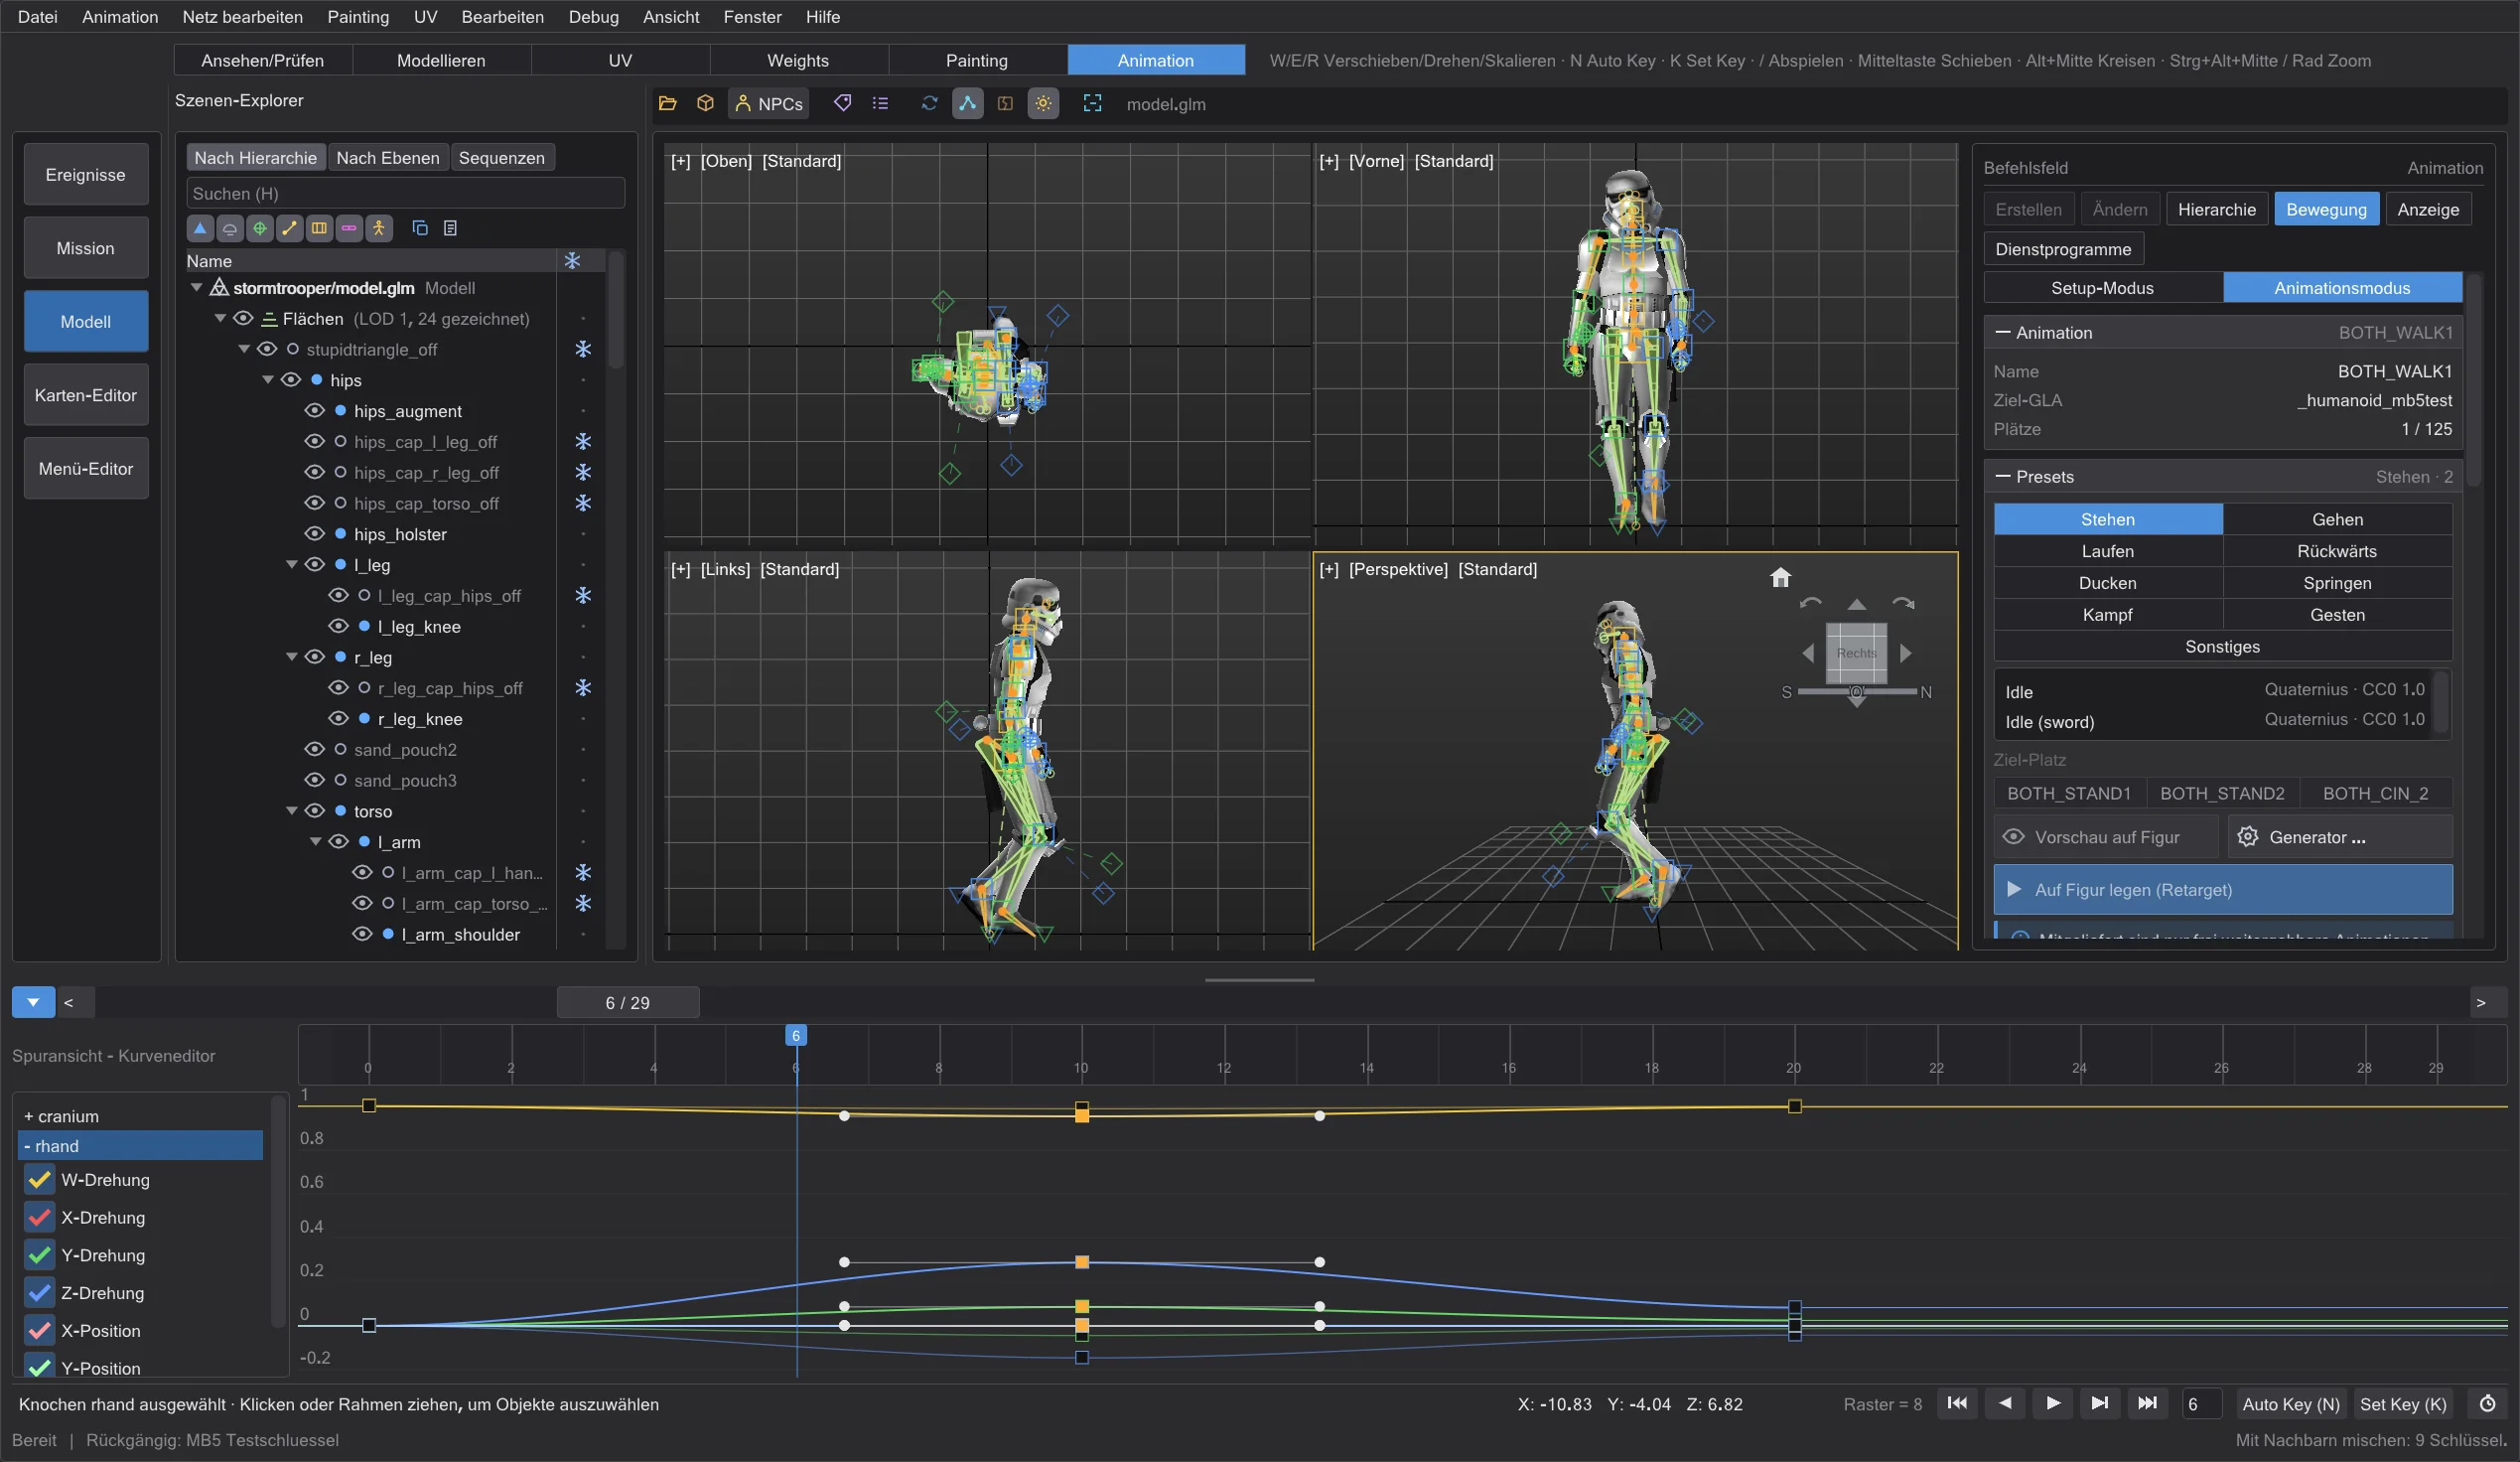 Datei Animation Netz bearbeiten Painting UV Bearbeiten Debug Ansicht Fenster Hilfe
Ansehen/Prüfen Modellieren UV Weights Painting Animation W/E/R Verschieben/Drehen/Skalieren · N Auto Key · K Set Key · / Abspielen · Mitteltaste Schieben · Alt+Mitte Kreisen · Strg+Alt+Mitte / Rad Zoom
Szenen-Explorer
NPCs model.glm
Ereignisse
Mission
Modell
Karten-Editor
Menü-Editor
Nach Hierarchie Nach Ebenen Sequenzen
Suchen (H)
Name
stormtrooper/model.glm Modell
Flächen (LOD 1, 24 gezeichnet)
stupidtriangle_off
hips
hips_augment
hips_cap_l_leg_off
hips_cap_r_leg_off
hips_cap_torso_off
hips_holster
l_leg
l_leg_cap_hips_off
l_leg_knee
r_leg
r_leg_cap_hips_off
r_leg_knee
sand_pouch2
sand_pouch3
torso
l_arm
l_arm_cap_l_han...
l_arm_cap_torso_...
l_arm_shoulder
[+] [Oben] [Standard]
[+] [Vorne] [Standard]
[+] [Links] [Standard]
[+] [Perspektive] [Standard]
Rechts
S O N
Befehlsfeld Animation
Erstellen Ändern Hierarchie Bewegung Anzeige
Dienstprogramme
Setup-Modus Animationsmodus
Animation BOTH_WALK1
Name BOTH_WALK1
Ziel-GLA _humanoid_mb5test
Plätze 1 / 125
Presets Stehen · 2
Stehen Gehen
Laufen Rückwärts
Ducken Springen
Kampf Gesten
Sonstiges
Idle Quaternius · CC0 1.0
Idle (sword) Quaternius · CC0 1.0
Ziel-Platz
BOTH_STAND1 BOTH_STAND2 BOTH_CIN_2
Vorschau auf Figur Generator ...
Auf Figur legen (Retarget)
Mitgeliefert sind nur frei weitergebbare Animationen
< 6 / 29 >
Spuransicht - Kurveneditor
6
0 2 4 6 8 10 12 14 16 18 20 22 24 26 28 29
+ cranium
- rhand
W-Drehung
X-Drehung
Y-Drehung
Z-Drehung
X-Position
Y-Position
1
0.8
0.6
0.4
0.2
0
-0.2
Knochen rhand ausgewählt · Klicken oder Rahmen ziehen, um Objekte auszuwählen X: -10.83 Y: -4.04 Z: 6.82 Raster = 8 6 Auto Key (N) Set Key (K)
Bereit | Rückgängig: MB5 Testschluessel Mit Nachbarn mischen: 9 Schlüssel.